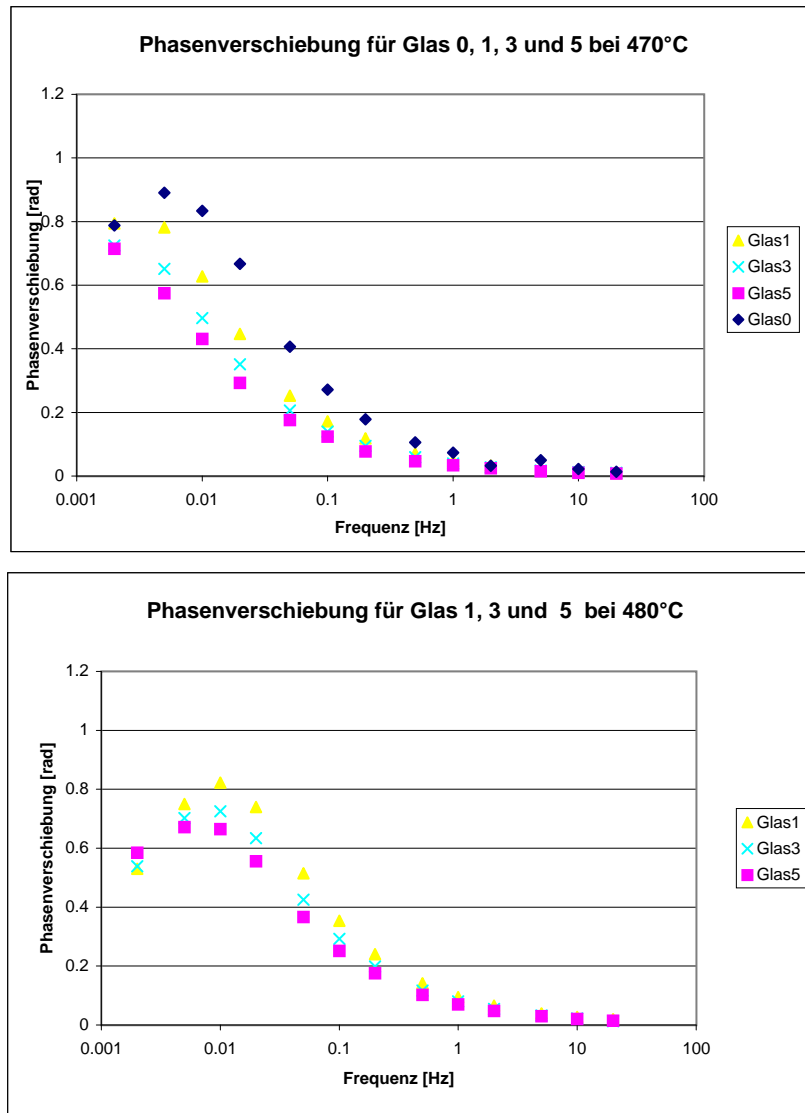 Phasenverschiebung für Glas 0, 1, 3 und 5 bei 470°C
1.2
1
0.8
0.6
0.4
0.2
0
Phasenverschiebung [rad]
0.001 0.01 0.1 1 10 100
Frequenz [Hz]
Glas1
Glas3
Glas5
Glas0
Phasenverschiebung für Glas 1, 3 und  5  bei 480°C
1.2
1
0.8
0.6
0.4
0.2
0
Phasenverschiebung [rad]
0.001 0.01 0.1 1 10 100
Frequenz [Hz]
Glas1
Glas3
Glas5